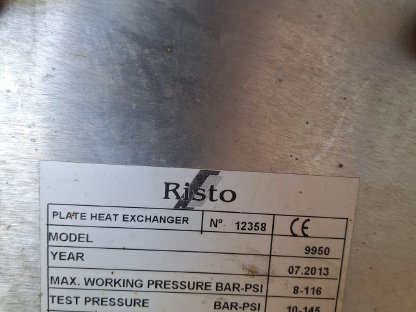 Risto
PLATE HEAT EXCHANGER Nº 12358 CE
MODEL 9950
YEAR 07.2013
MAX. WORKING PRESSURE BAR-PSI 8-116
TEST PRESSURE BAR-PSI 10-145